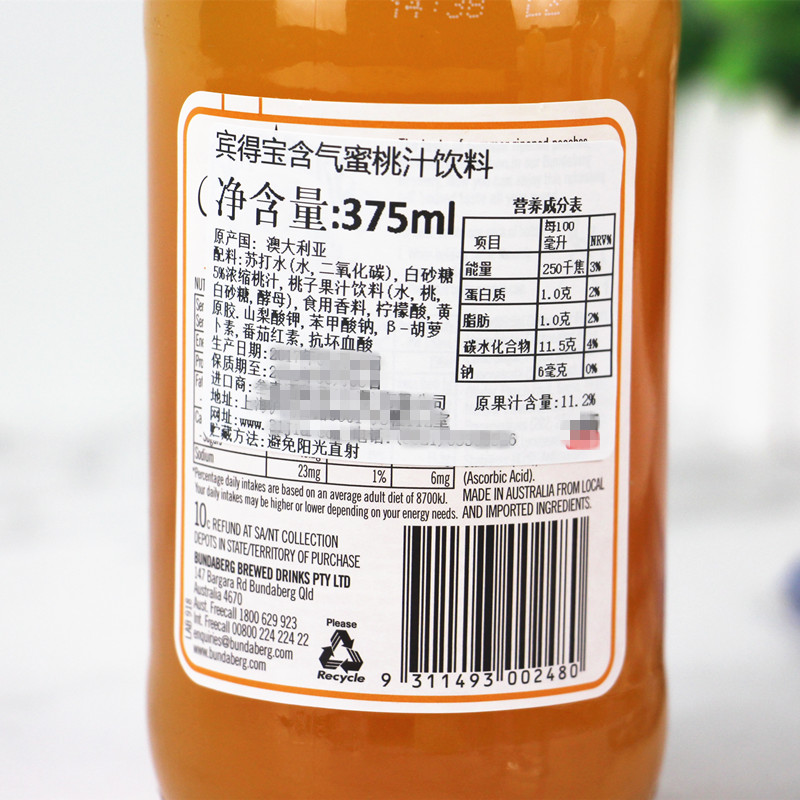 14:38
宾得宝含气蜜桃汁饮料
(净含量:375ml
原产国: 澳大利亚
配料:苏打水(水,二氧化碳),白砂糖
5%浓缩桃汁, 桃子果汁饮料(水, 桃,
白砂糖, 酵母), 食用香料, 柠檬酸, 黄
原胶, 山梨酸钾, 苯甲酸钠, β-胡萝
卜素, 番茄红素, 抗坏血酸
生产日期:
保质期至:
进口商:
地址:上 公司
网址:www.
贮藏方法:避免阳光直射
营养成分表
项目 每100毫升 NRV%
能量 250千焦 3%
蛋白质 1.0克 2%
脂肪 1.0克 2%
碳水化合物 11.5克 4%
钠 6毫克 0%
原果汁含量:11.2%
Sodium 23mg 1% 6mg
*Percentage daily intakes are based on an average adult diet of 8700kJ.
Your daily intakes may be higher or lower depending on your energy needs.
(Ascorbic Acid).
MADE IN AUSTRALIA FROM LOCAL
AND IMPORTED INGREDIENTS.
10c REFUND AT SA/NT COLLECTION
DEPOTS IN STATE/TERRITORY OF PURCHASE
BUNDABERG BREWED DRINKS PTY LTD
147 Bargara Rd Bundaberg Qld
Australia 4670
Aust. Freecall 1800 629 923
Int. Freecall 00800 224 224 22
enquiries@bundaberg.com
www.bundaberg.com
LAB 918
Please
Recycle
9 311493 002480